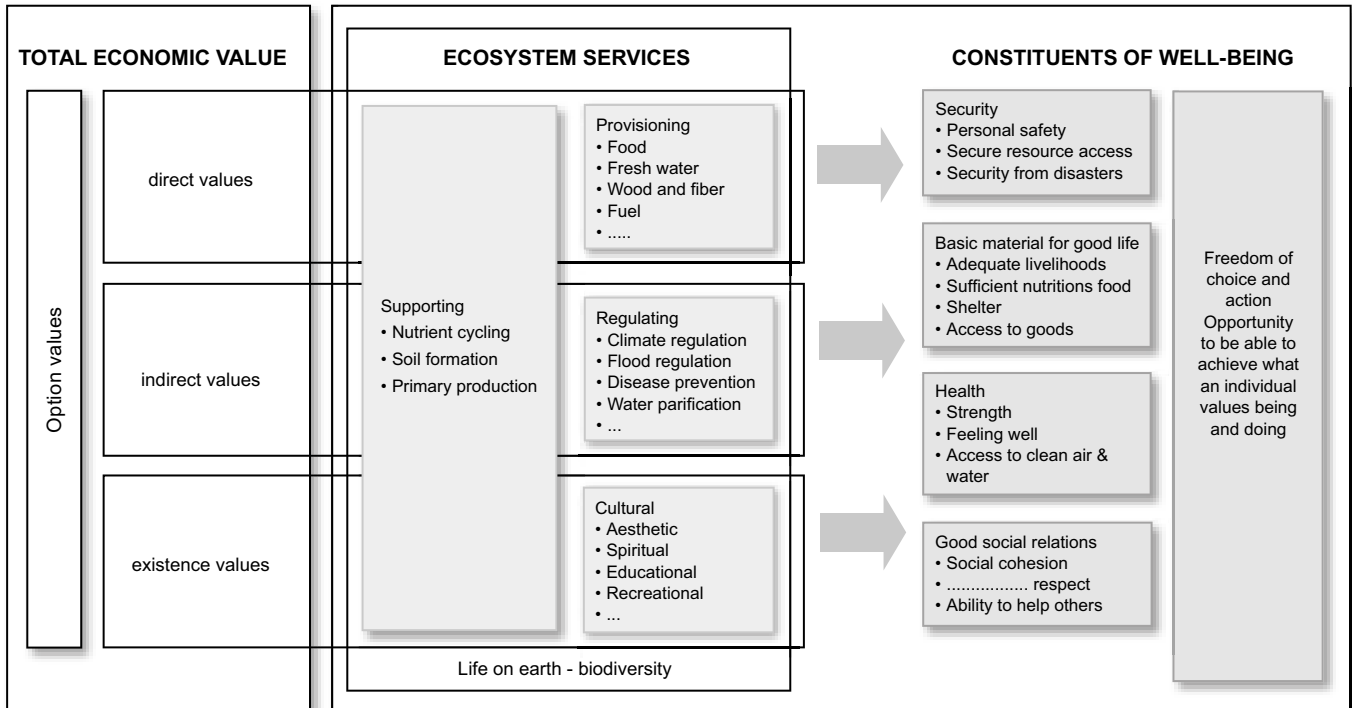 TOTAL ECONOMIC VALUE
Option values
direct values
indirect values
existence values
ECOSYSTEM SERVICES
Supporting
• Nutrient cycling
• Soil formation
• Primary production
Provisioning
• Food
• Fresh water
• Wood and fiber
• Fuel
• .....
Regulating
• Climate regulation
• Flood regulation
• Disease prevention
• Water parification
• ...
Cultural
• Aesthetic
• Spiritual
• Educational
• Recreational
• ...
Life on earth - biodiversity
CONSTITUENTS OF WELL-BEING
Security
• Personal safety
• Secure resource access
• Security from disasters
Basic material for good life
• Adequate livelihoods
• Sufficient nutritions food
• Shelter
• Access to goods
Health
• Strength
• Feeling well
• Access to clean air &
water
Good social relations
• Social cohesion
• ................. respect
• Ability to help others
Freedom of
choice and
action
Opportunity
to be able to
achieve what
an individual
values being
and doing